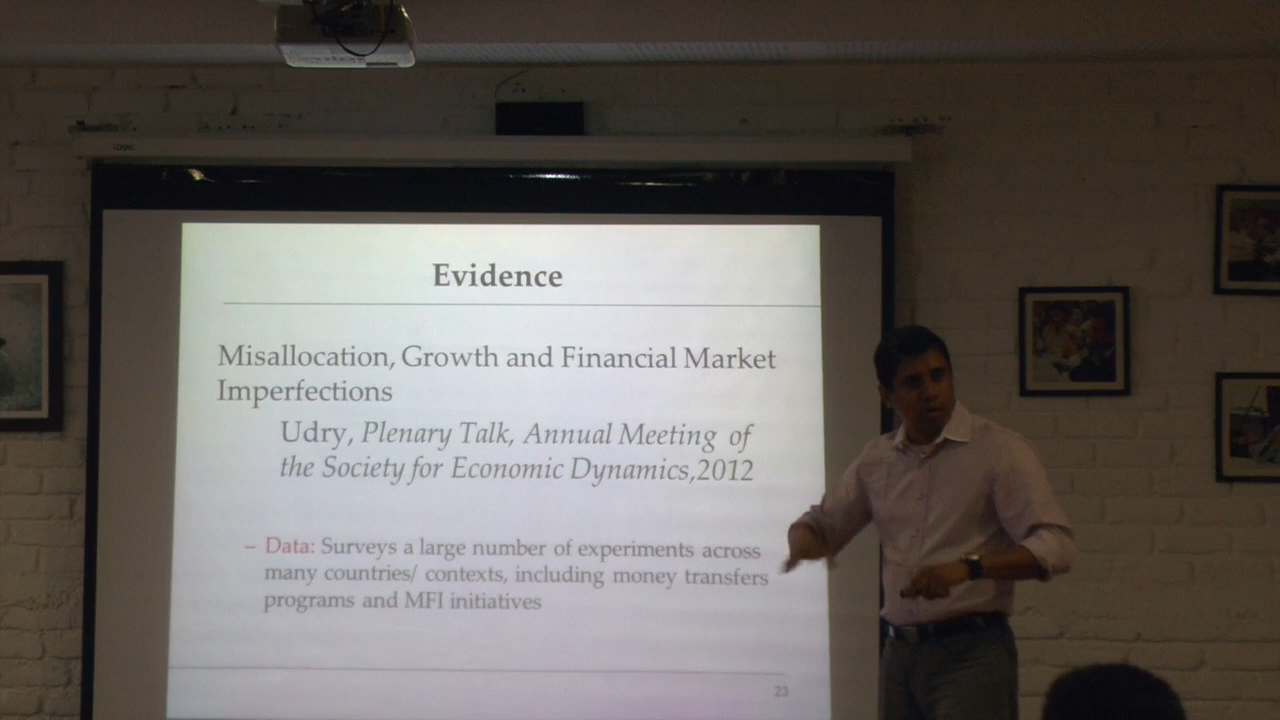 Evidence
Misallocation, Growth and Financial Market
Imperfections
Udry, Plenary Talk, Annual Meeting of
the Society for Economic Dynamics,2012
– Data: Surveys a large number of experiments across
many countries/ contexts, including money transfers
programs and MFI initiatives
23